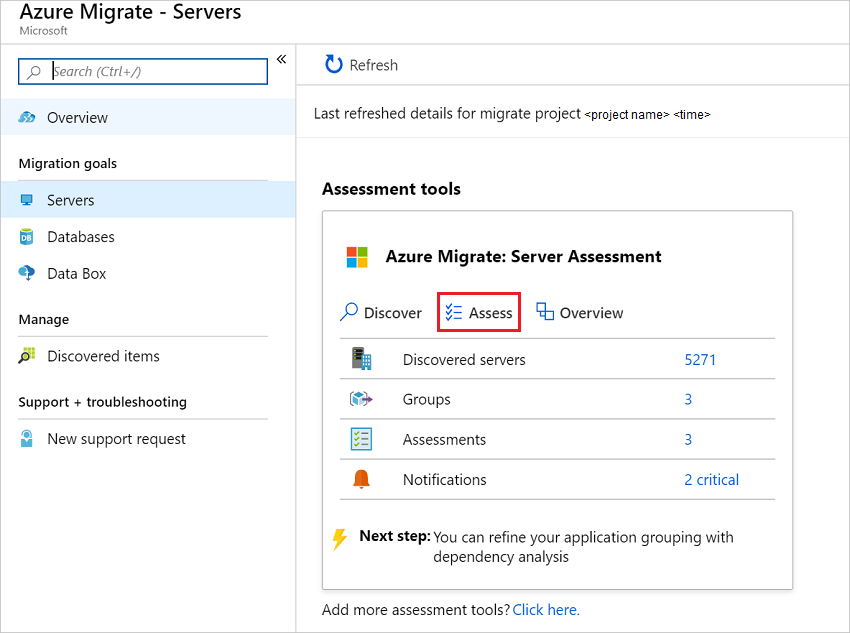 Azure Migrate - Servers
Microsoft
Search (Ctrl+/)
«
Overview
Migration goals
Servers
DB
Databases
Data Box
Manage
Discovered items
Support + troubleshooting
New support request
Refresh
Last refreshed details for migrate project <project name> <time>
Assessment tools
Azure Migrate: Server Assessment
Discover
Assess
Overview
Discovered servers 5271
Groups 3
Assessments 3
Notifications 2 critical
Next step: You can refine your application grouping with
dependency analysis
Add more assessment tools? Click here.